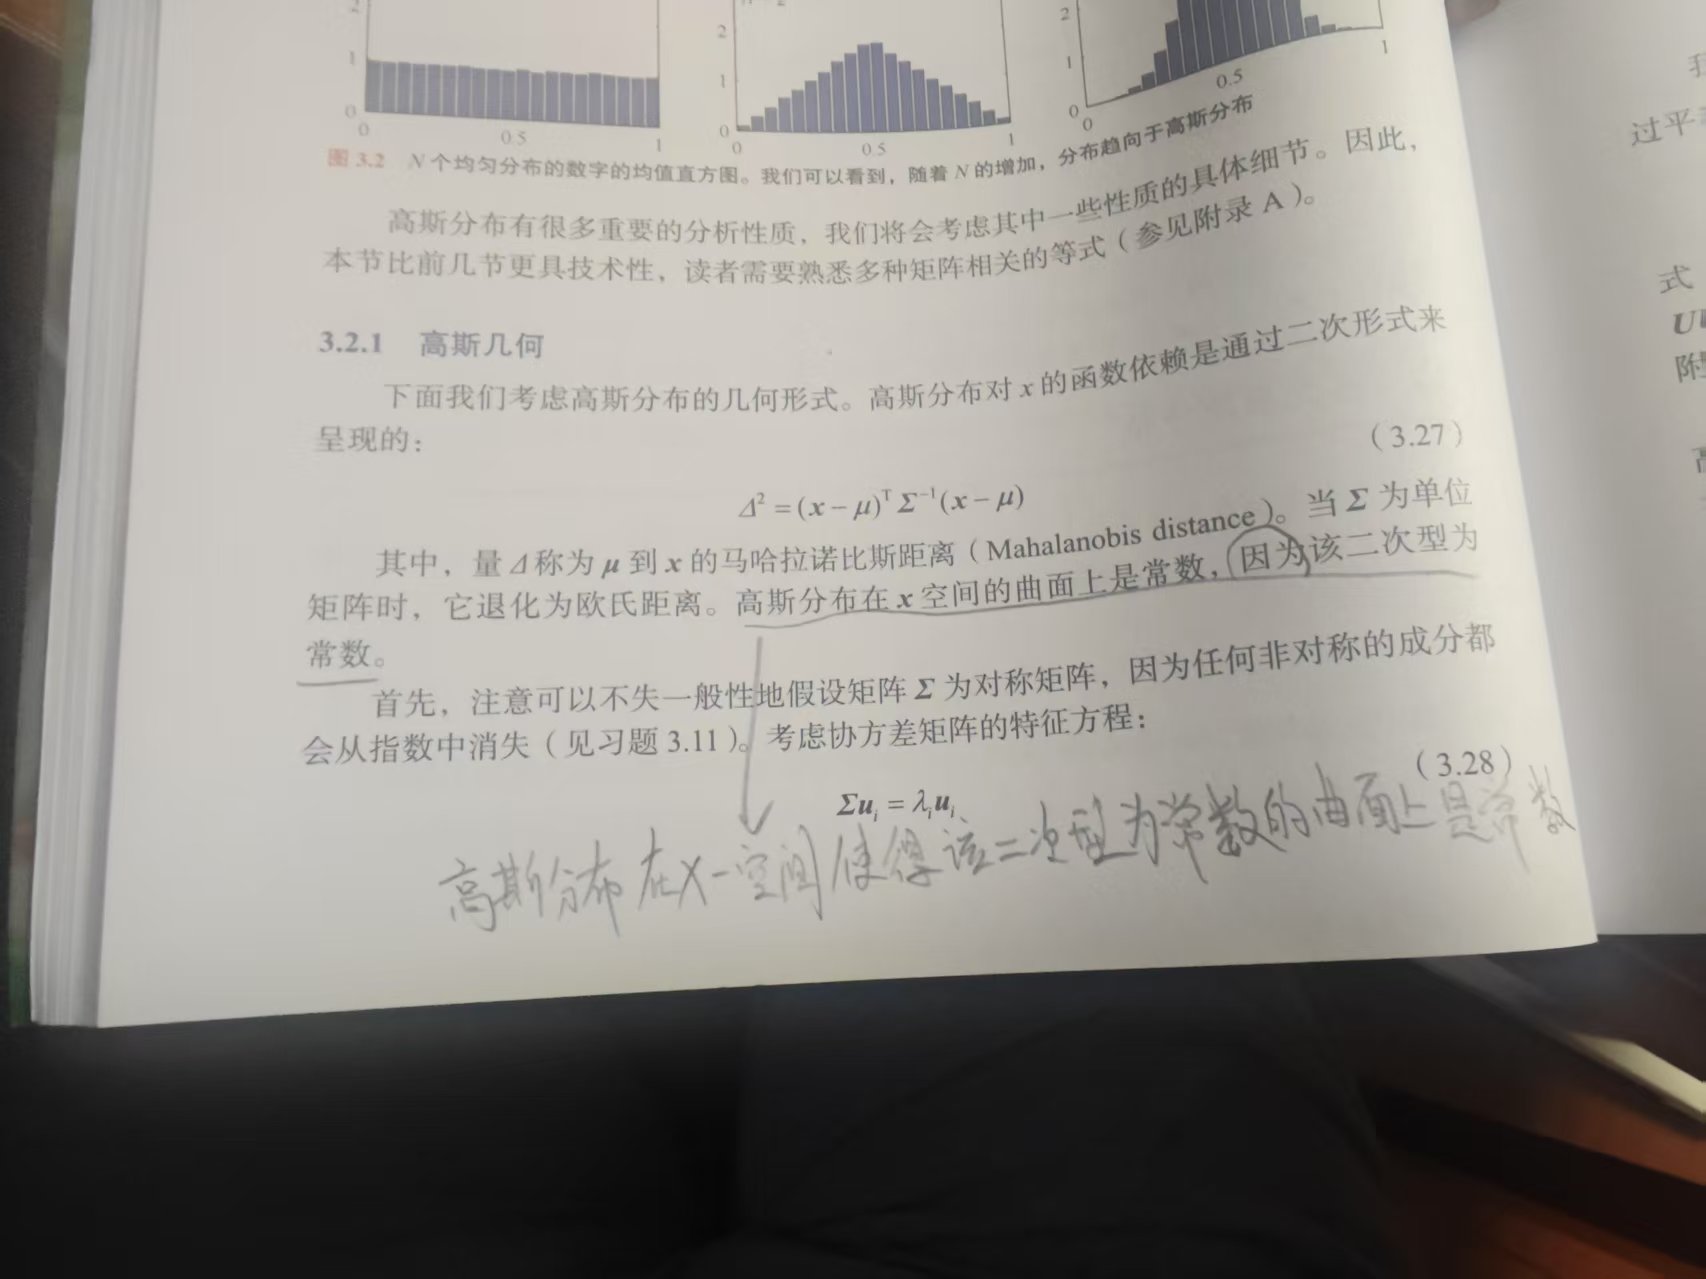 2
1
0
0
0.5
1
2
1
0
0
0.5
1
2
1
0
0
0.5
1
图 3.2 N 个均匀分布的数字的均值直方图。我们可以看到，随着 N 的增加，分布趋向于高斯分布
高斯分布有很多重要的分析性质，我们将会考虑其中一些性质的具体细节。因此，
本节比前几节更具技术性，读者需要熟悉多种矩阵相关的等式（参见附录 A）。
3.2.1 高斯几何
下面我们考虑高斯分布的几何形式。高斯分布对 x 的函数依赖是通过二次形式来
呈现的：
Δ² = (x − μ)ᵀ Σ⁻¹(x − μ) （3.27）
其中，量 Δ 称为 μ 到 x 的马哈拉诺比斯距离（Mahalanobis distance）。当 Σ 为单位
矩阵时，它退化为欧氏距离。高斯分布在 x 空间的曲面上是常数，因为该二次型为
常数。
首先，注意可以不失一般性地假设矩阵 Σ 为对称矩阵，因为任何非对称的成分都
会从指数中消失（见习题 3.11）。考虑协方差矩阵的特征方程：
Σuᵢ = λᵢuᵢ （3.28）
高斯分布在X-空间使得该二次型为常数的曲面上是常数
过平
式
附